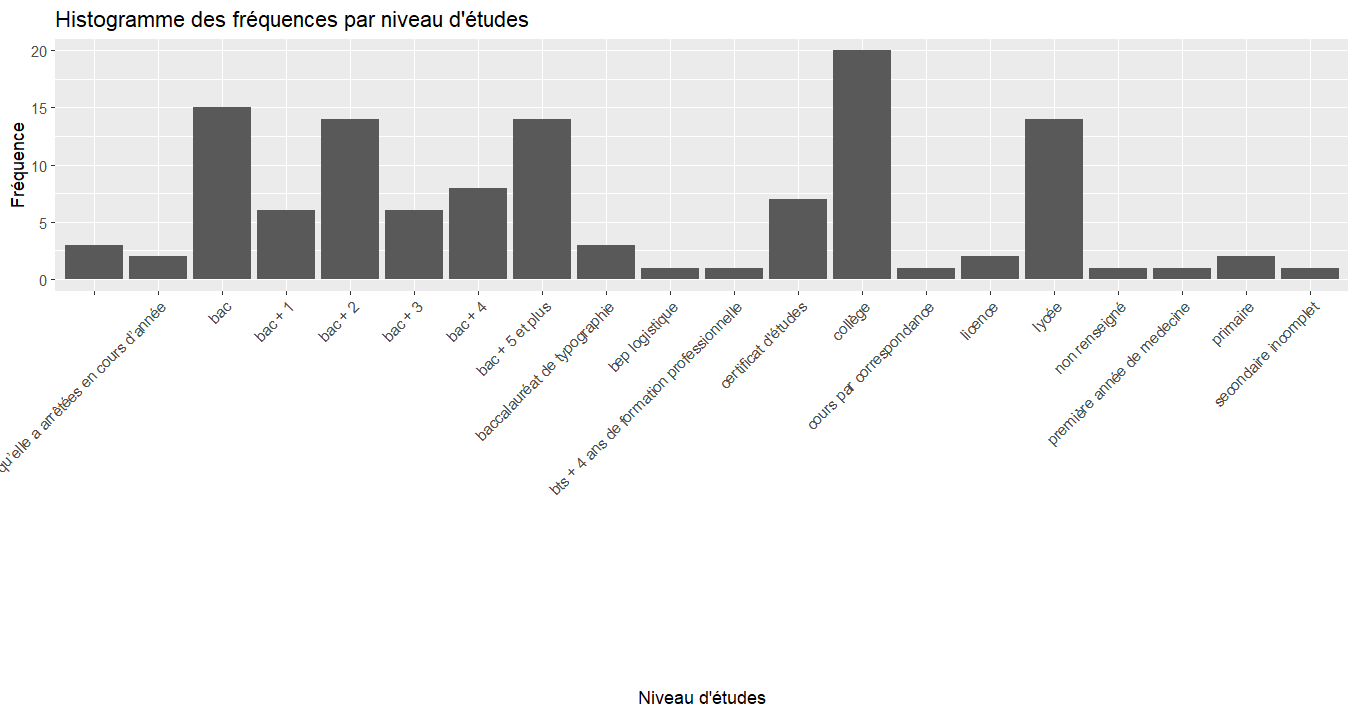 Histogramme des fréquences par niveau d'études
Fréquence
20
15
10
5
0
qu'elle a arrêtées en cours d'année
bac
bac + 1
bac + 2
bac + 3
bac + 4
bac + 5 et plus
baccalauréat de typographie
bep logistique
bts + 4 ans de formation professionnelle
certificat d'études
collège
cours par correspondance
licence
lycée
non renseigné
première année de medecine
primaire
secondaire incomplet
Niveau d'études